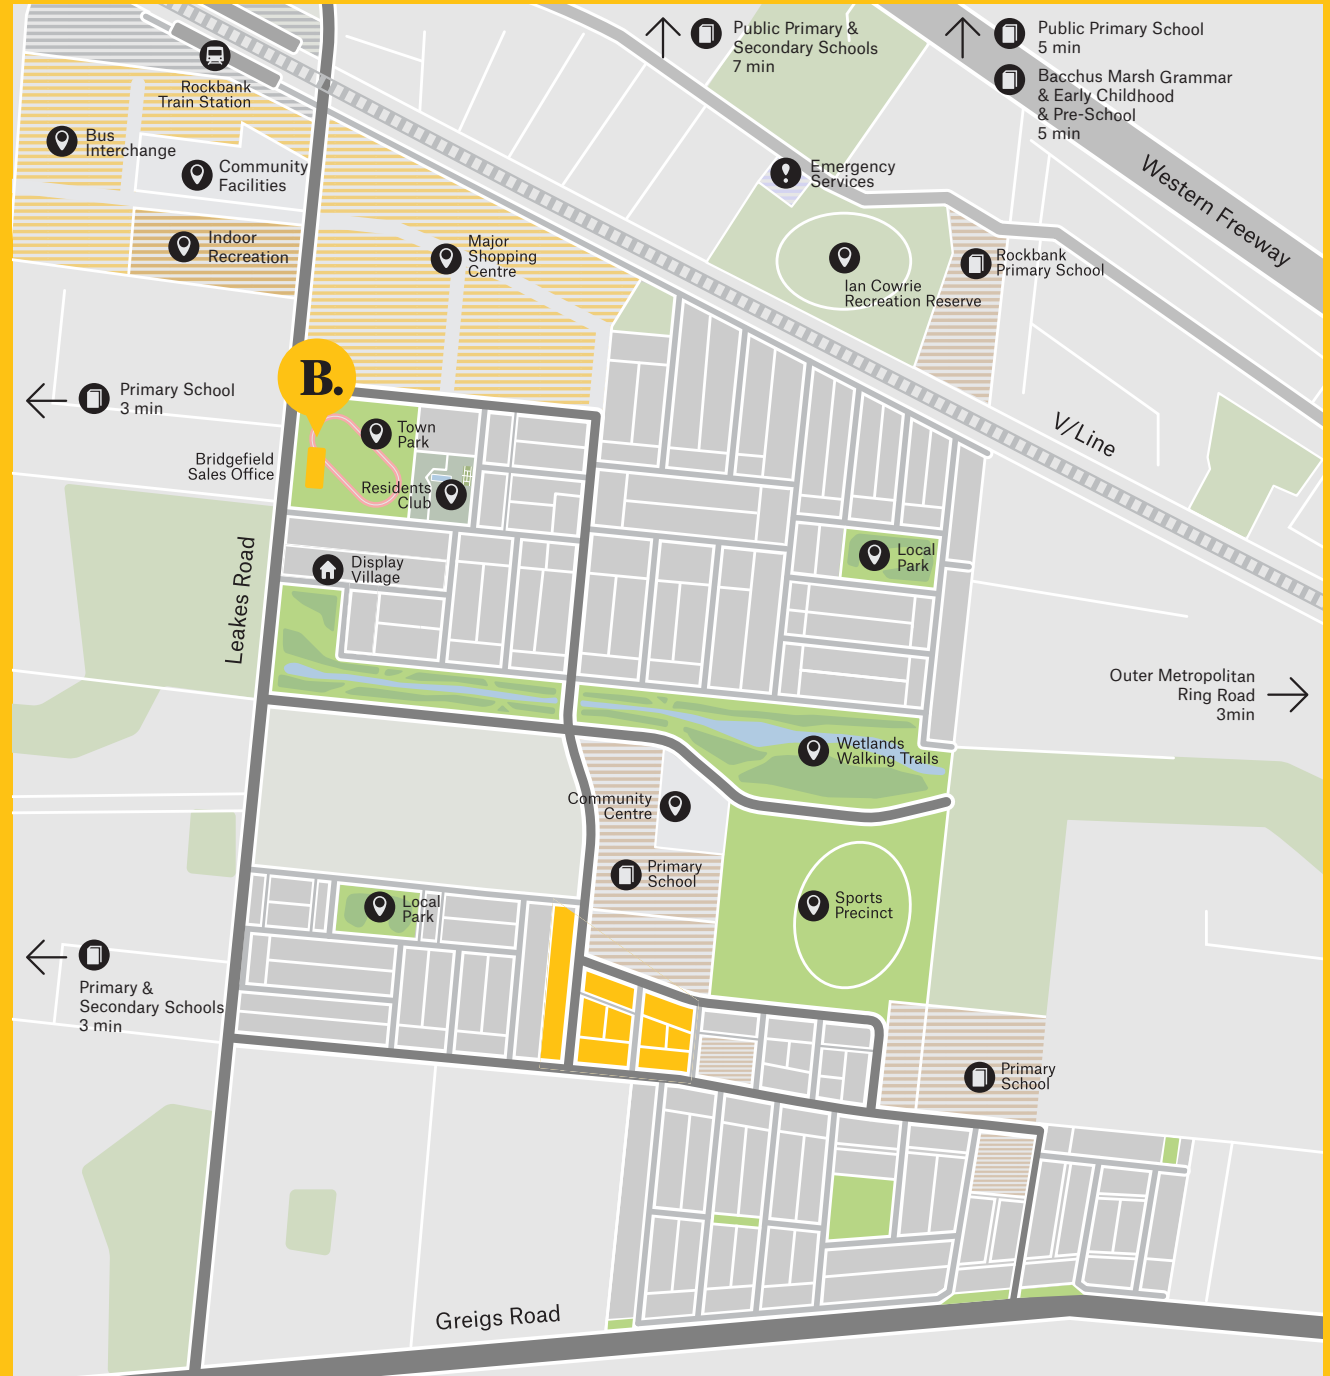 Public Primary &
Secondary Schools
7 min
Public Primary School
5 min
Bacchus Marsh Grammar
& Early Childhood
& Pre-School
5 min
Rockbank
Train Station
Bus
Interchange
Community
Facilities
Emergency
Services
Western Freeway
Indoor
Recreation
Major
Shopping
Centre
Ian Cowrie
Recreation Reserve
Rockbank
Primary School
B.
Primary School
3 min
Town
Park
V/Line
Bridgefield
Sales Office
Residents
Club
Leakes Road
Display
Village
Local
Park
Outer Metropolitan
Ring Road
3min
Wetlands
Walking Trails
Community
Centre
Primary
School
Local
Park
Sports
Precinct
Primary &
Secondary Schools
3 min
Primary
School
Greigs Road